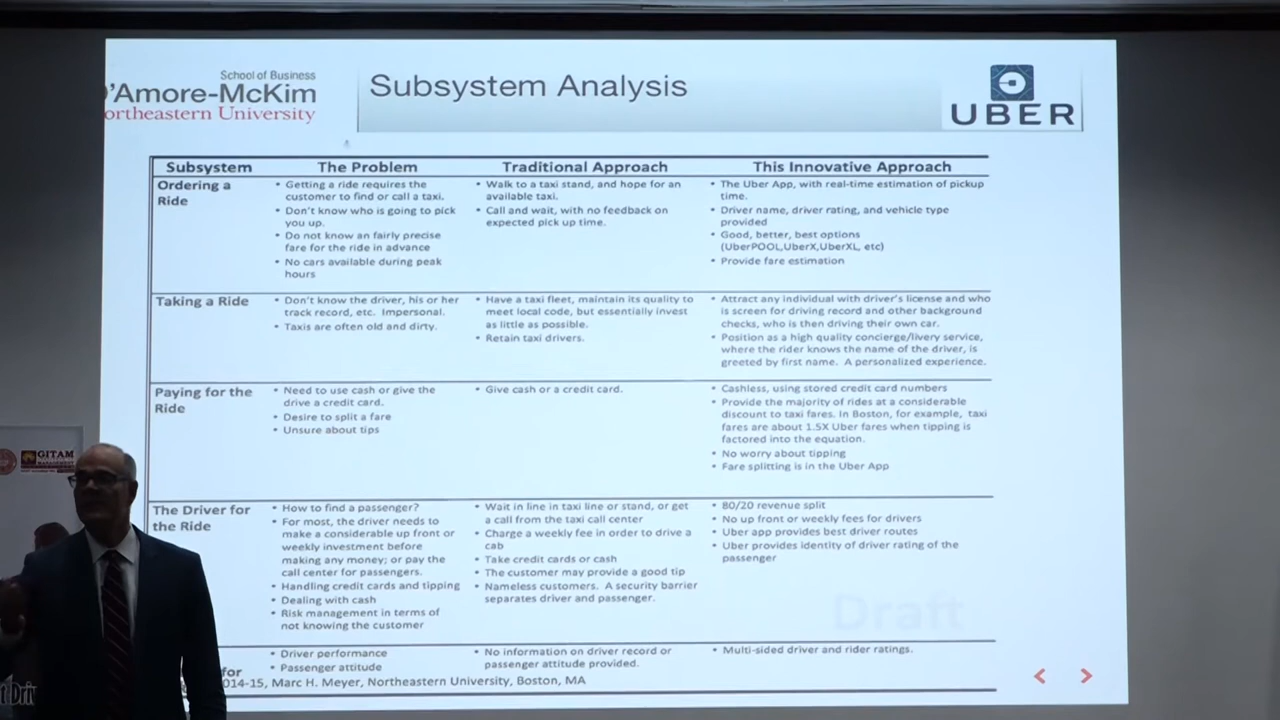 School of Business
'Amore-McKim
ortheastern University
Subsystem Analysis
UBER
Subsystem
The Problem
Traditional Approach
This Innovative Approach
Ordering a
Ride
• Getting a ride requires the
customer to find or call a taxi.
• Don't know who is going to pick
you up.
• Do not know an fairly precise
fare for the ride in advance
• No cars available during peak
hours
• Walk to a taxi stand, and hope for an
available taxi.
• Call and wait, with no feedback on
expected pick up time.
• The Uber App, with real-time estimation of pickup
time.
• Driver name, driver rating, and vehicle type
provided
• Good, better, best options
(UberPOOL,UberX,UberXL, etc)
• Provide fare estimation
Taking a Ride
• Don't know the driver, his or her
track record, etc. Impersonal.
• Taxis are often old and dirty.
• Have a taxi fleet, maintain its quality to
meet local code, but essentially invest
as little as possible.
• Retain taxi drivers.
• Attract any individual with driver's license and who
is screen for driving record and other background
checks, who is then driving their own car.
• Position as a high quality concierge/livery service,
where the rider knows the name of the driver, is
greeted by first name. A personalized experience.
Paying for the
Ride
• Need to use cash or give the
drive a credit card.
• Desire to split a fare
• Unsure about tips
• Give cash or a credit card.
• Cashless, using stored credit card numbers
• Provide the majority of rides at a considerable
discount to taxi fares. In Boston, for example, taxi
fares are about 1.5X Uber fares when tipping is
factored into the equation.
• No worry about tipping
• Fare splitting is in the Uber App
The Driver for
the Ride
• How to find a passenger?
• For most, the driver needs to
make a considerable up front or
weekly investment before
making any money; or pay the
call center for passengers.
• Handling credit cards and tipping
• Dealing with cash
• Risk management in terms of
not knowing the customer
• Wait in line in taxi line or stand, or get
a call from the taxi call center
• Charge a weekly fee in order to drive a
cab
• Take credit cards or cash
• The customer may provide a good tip
• Nameless customers. A security barrier
separates driver and passenger.
• 80/20 revenue split
• No up front or weekly fees for drivers
• Uber app provides best driver routes
• Uber provides identity of driver rating of the
passenger
Draft
for
• Driver performance
• Passenger attitude
• No information on driver record or
passenger attitude provided.
• Multi-sided driver and rider ratings.
014-15, Marc H. Meyer, Northeastern University, Boston, MA
GITAM
t Driv